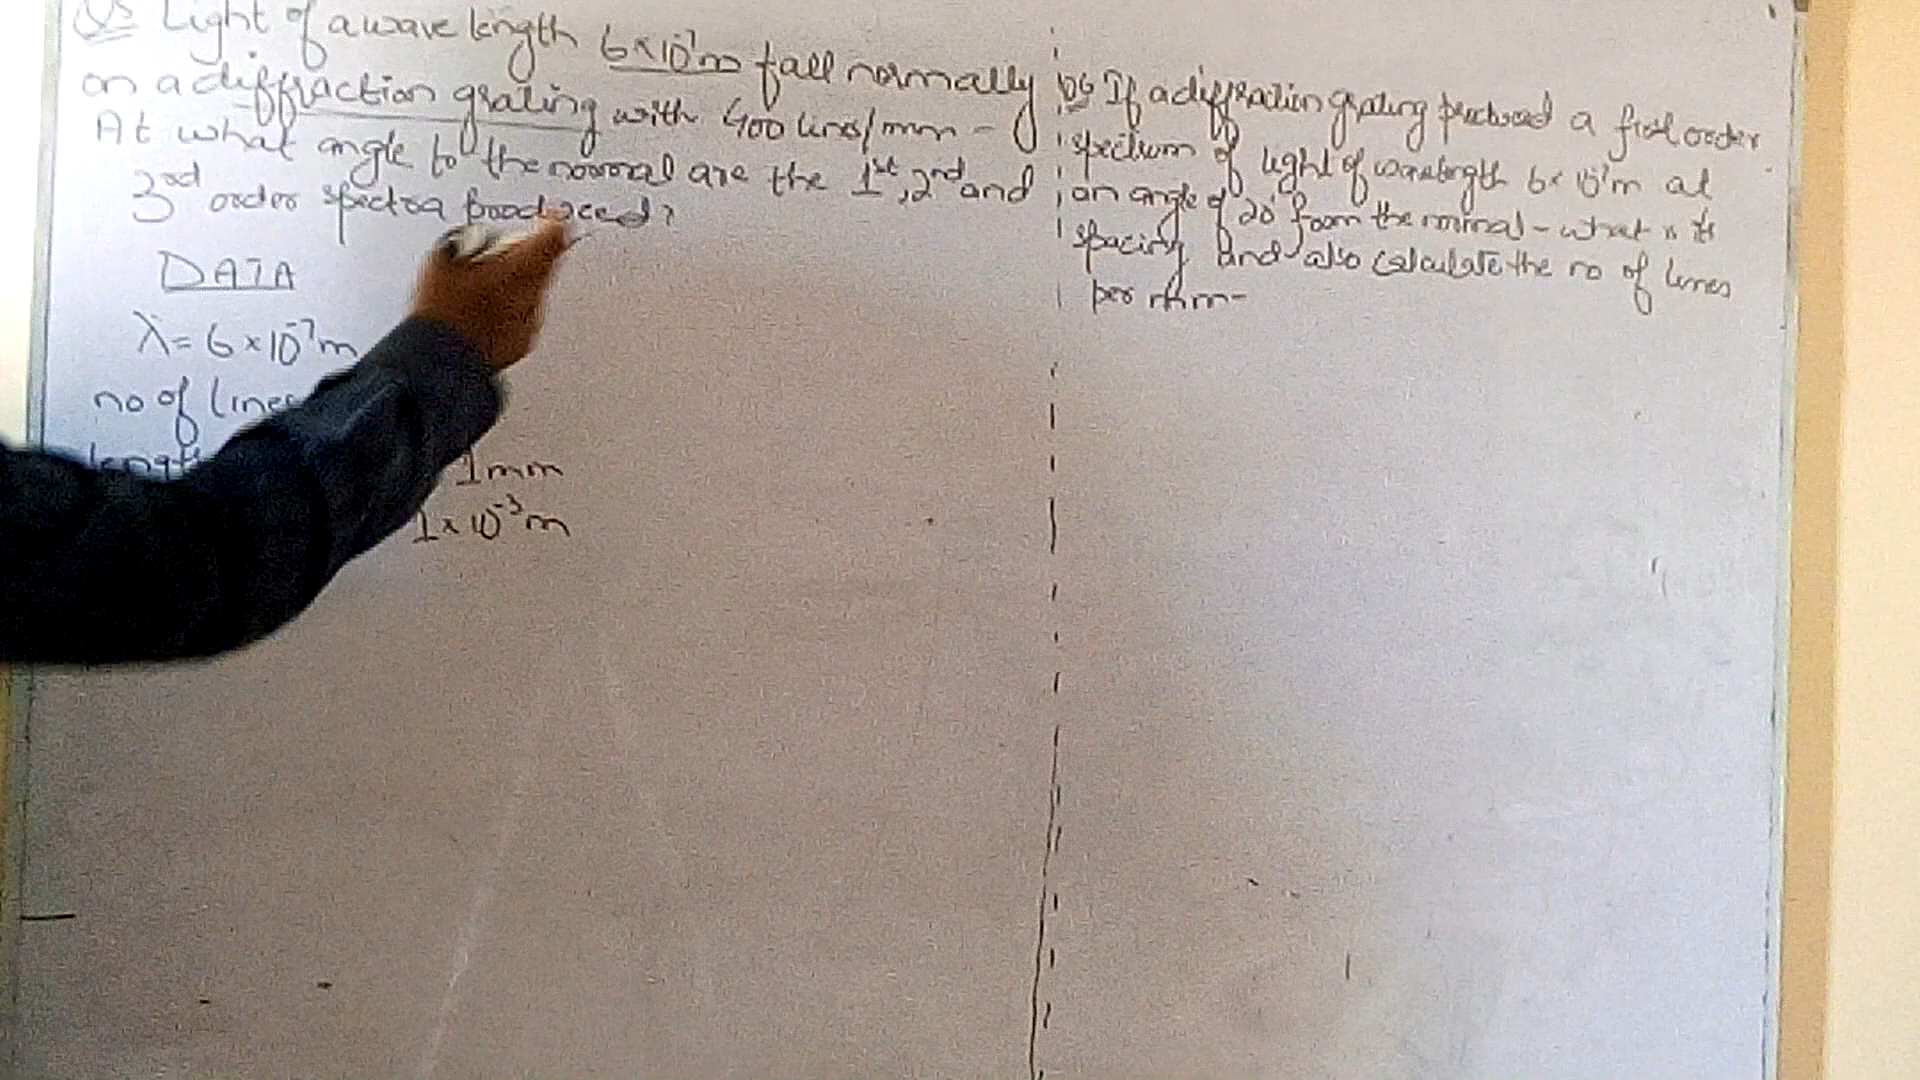 Q5 Light of a wave length 6×10⁻⁷m fall normally
on a diffraction grating with 400 lines/mm -
At what angle to the normal are the 1st, 2nd and
3rd order spectra produced?
DATA
λ = 6×10⁻⁷m
no of lines
length
1mm
1×10⁻³m
Q6 If a diffraction grating produced a first order
spectrum of light of wavelength 6×10⁻⁷m at
an angle of 20° from the normal - what is its
spacing and also calculate the no of lines
per mm -